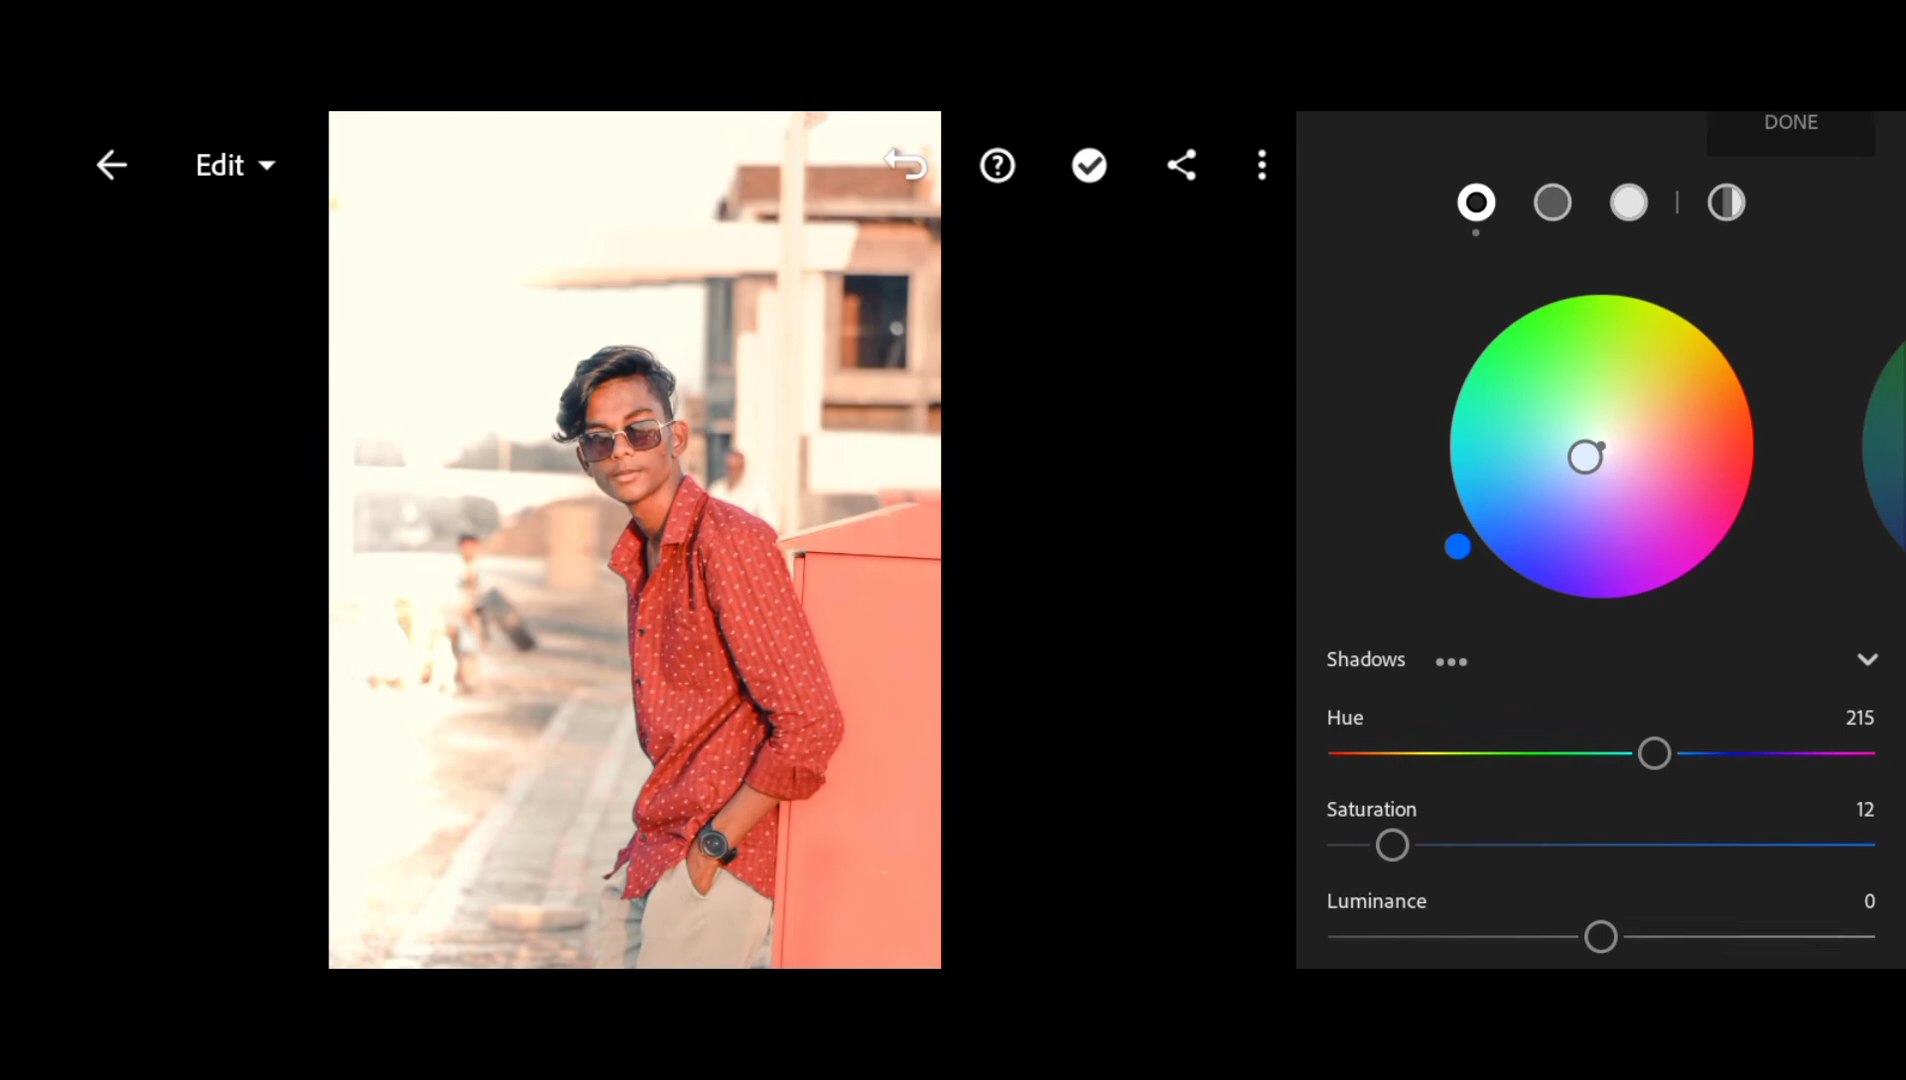 Edit
DONE
Shadows
Hue 215
Saturation 12
Luminance 0